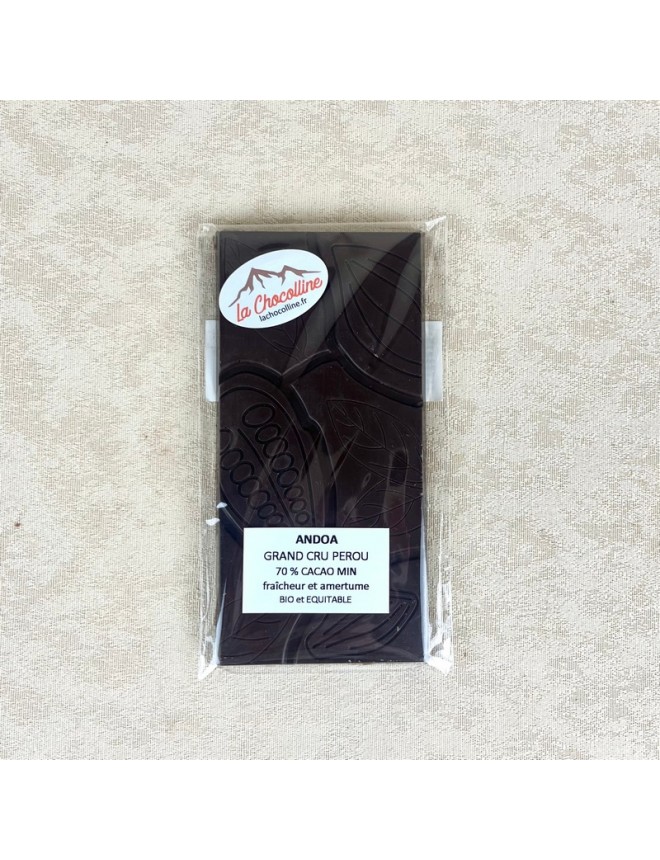 La Chocolline
lachocolline.fr
ANDOA
GRAND CRU PEROU
70 % CACAO MIN
fraîcheur et amertume
BIO et EQUITABLE